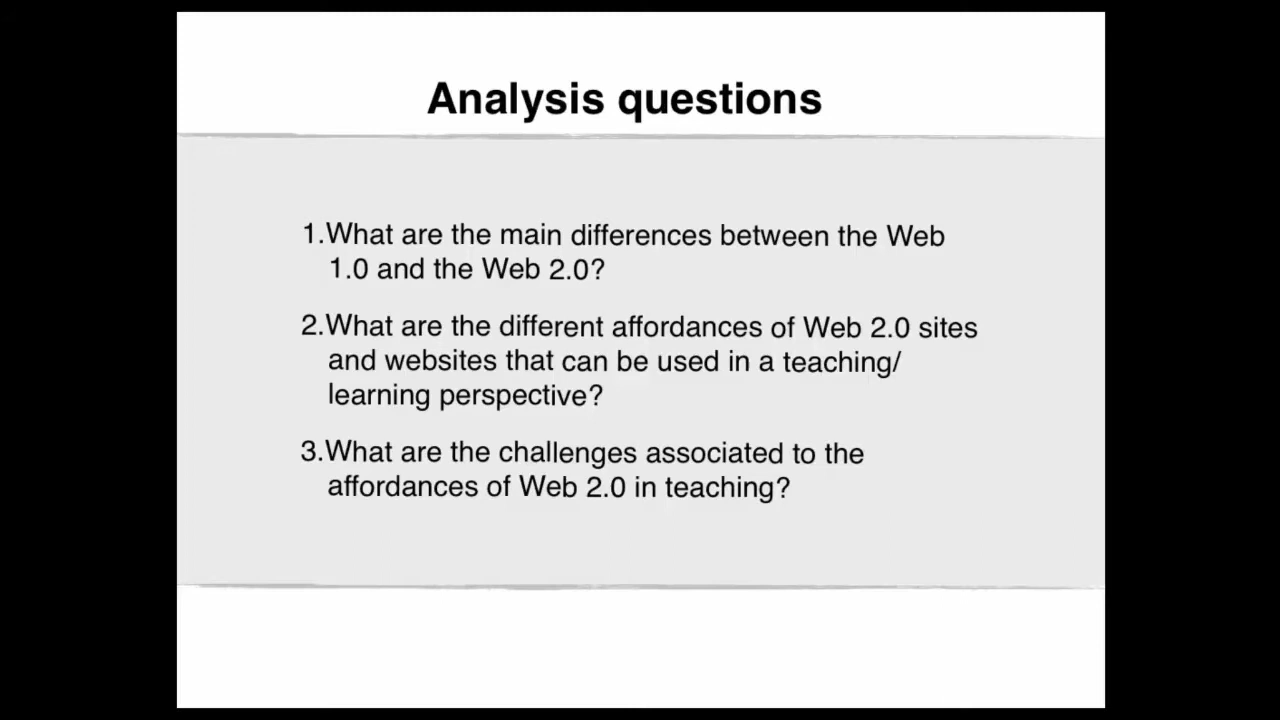 Analysis questions
1.What are the main differences between the Web
1.0 and the Web 2.0?
2.What are the different affordances of Web 2.0 sites
and websites that can be used in a teaching/
learning perspective?
3.What are the challenges associated to the
affordances of Web 2.0 in teaching?